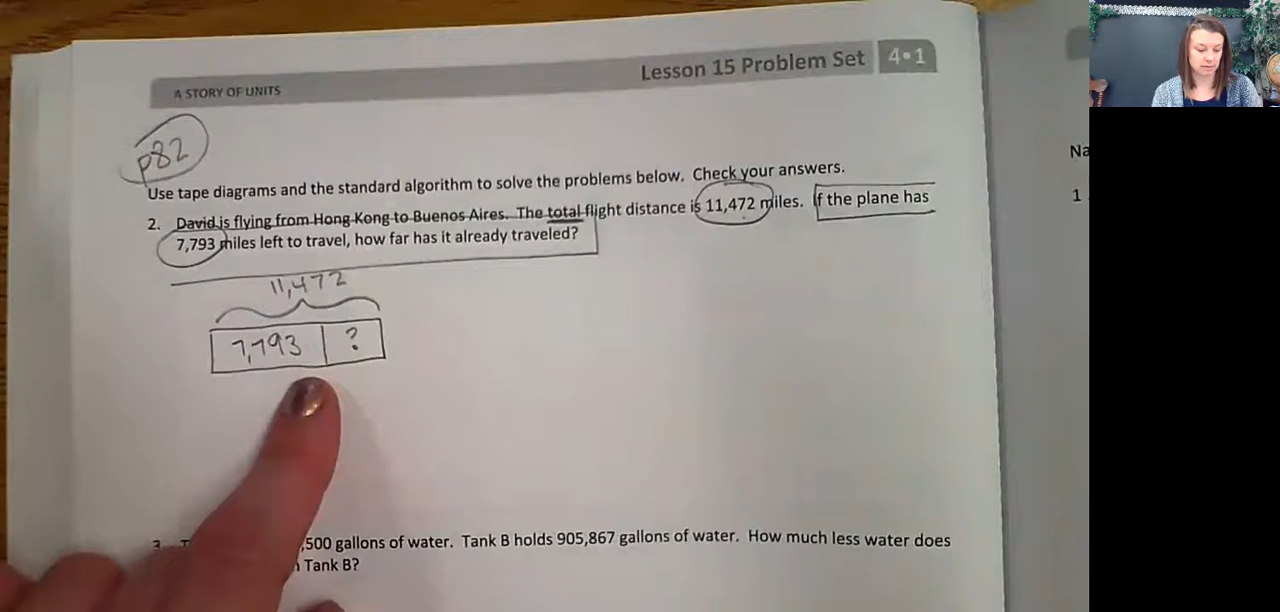 A STORY OF UNITS
Lesson 15 Problem Set 4•1
p82
Use tape diagrams and the standard algorithm to solve the problems below. Check your answers.
2. David is flying from Hong Kong to Buenos Aires. The total flight distance is 11,472 miles. If the plane has
7,793 miles left to travel, how far has it already traveled?
11,472
7,793 ?
3. ,500 gallons of water. Tank B holds 905,867 gallons of water. How much less water does
Tank B?
Na
1